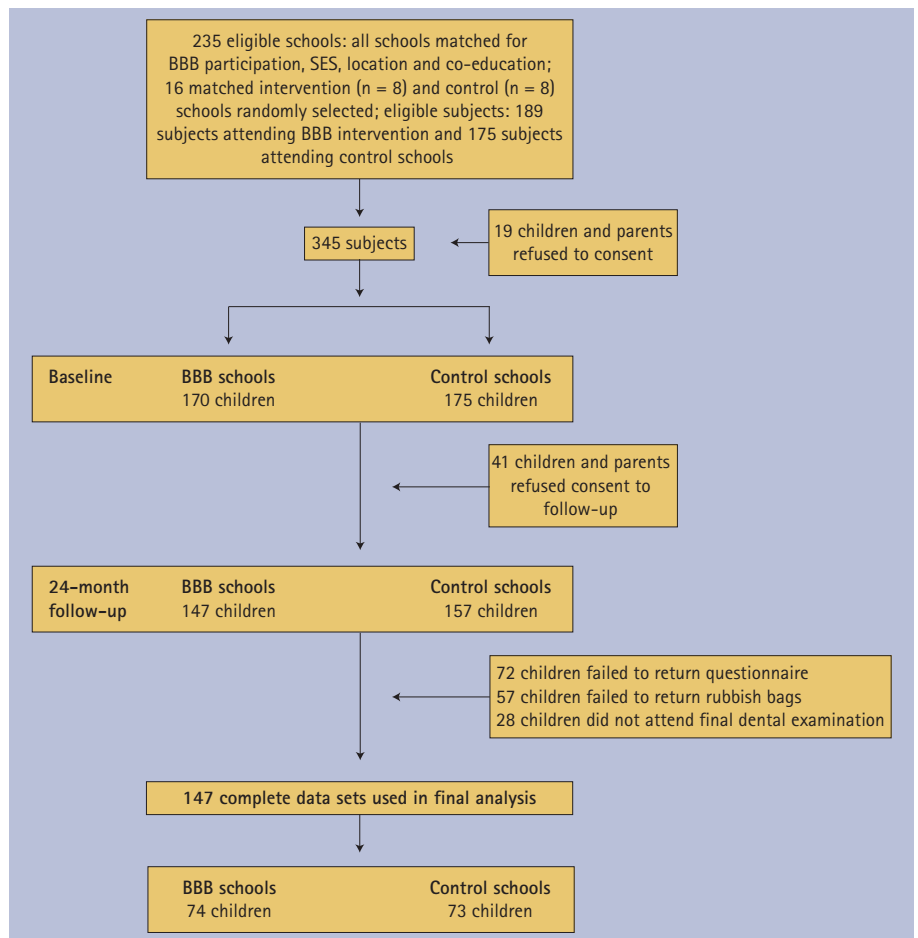 235 eligible schools: all schools matched for
BBB participation, SES, location and co-education;
16 matched intervention (n = 8) and control (n = 8)
schools randomly selected; eligible subjects: 189
subjects attending BBB intervention and 175 subjects
attending control schools
345 subjects
19 children and parents
refused to consent
Baseline BBB schools Control schools
170 children 175 children
41 children and parents
refused consent to
follow-up
24-month BBB schools Control schools
follow-up 147 children 157 children
72 children failed to return questionnaire
57 children failed to return rubbish bags
28 children did not attend final dental examination
147 complete data sets used in final analysis
BBB schools Control schools
74 children 73 children